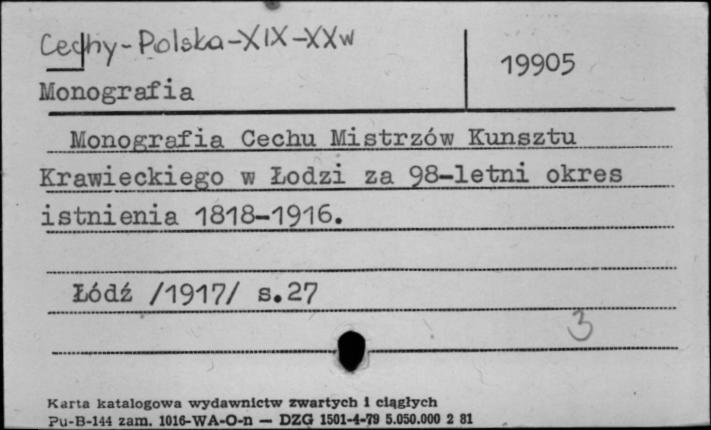 Cechy-Polska-XIX-XXw
19905
Monografia
Monografia Cechu Mistrzów Kunsztu
Krawieckiego w Łodzi za 98-letni okres
istnienia 1818-1916.
Łódź /1917/ s.27
3
Karta katalogowa wydawnictw zwartych i ciągłych
Pu-B-144 zam. 1016-WA-O-n — DZG 1501-4-79 5.050.000 2 81